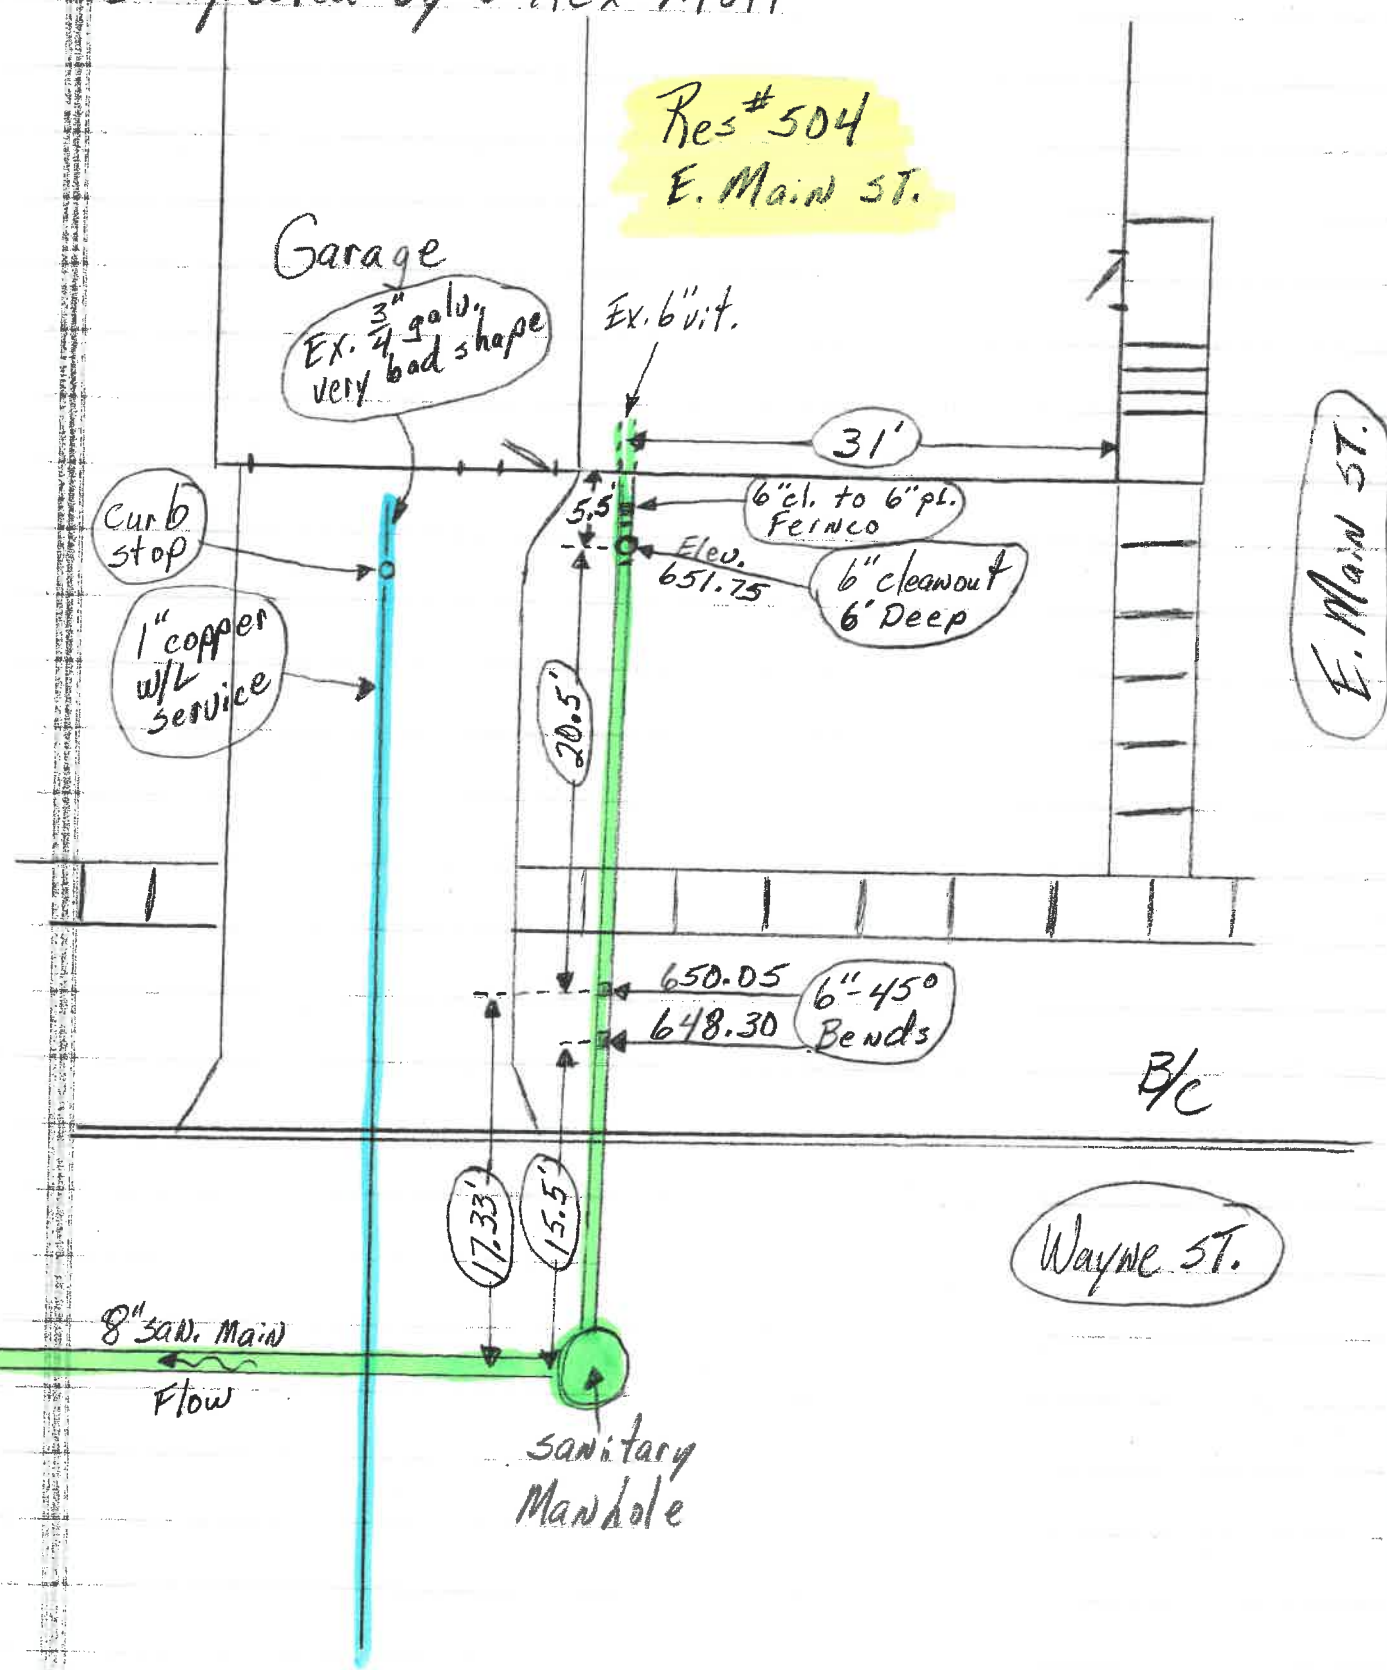 by
Res # 504
E. Main ST.
Garage
Ex. 3/4" galv.
very bad shape
Ex. 6" vit.
31'
curb
stop
5.5'
6" cl. to 6" pl.
Fernco
Elev.
651.75
6" cleanout
6' Deep
1" copper
w/L
service
20.5'
E. Main ST.
650.05
648.30
6"-45°
Bends
B/C
17.33'
15.5'
Wayne ST.
8" san. Main
Flow
sanitary
Manhole